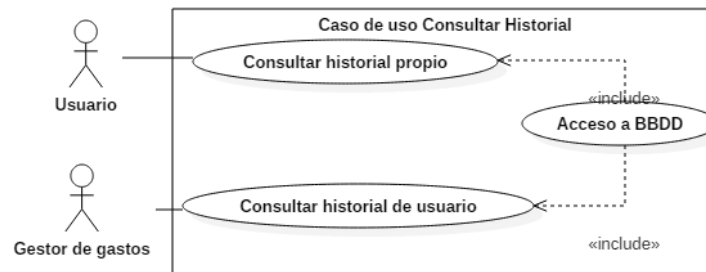 Caso de uso Consultar Historial
Consultar historial propio
Usuario
«include»
Acceso a BBDD
Consultar historial de usuario
Gestor de gastos
«include»